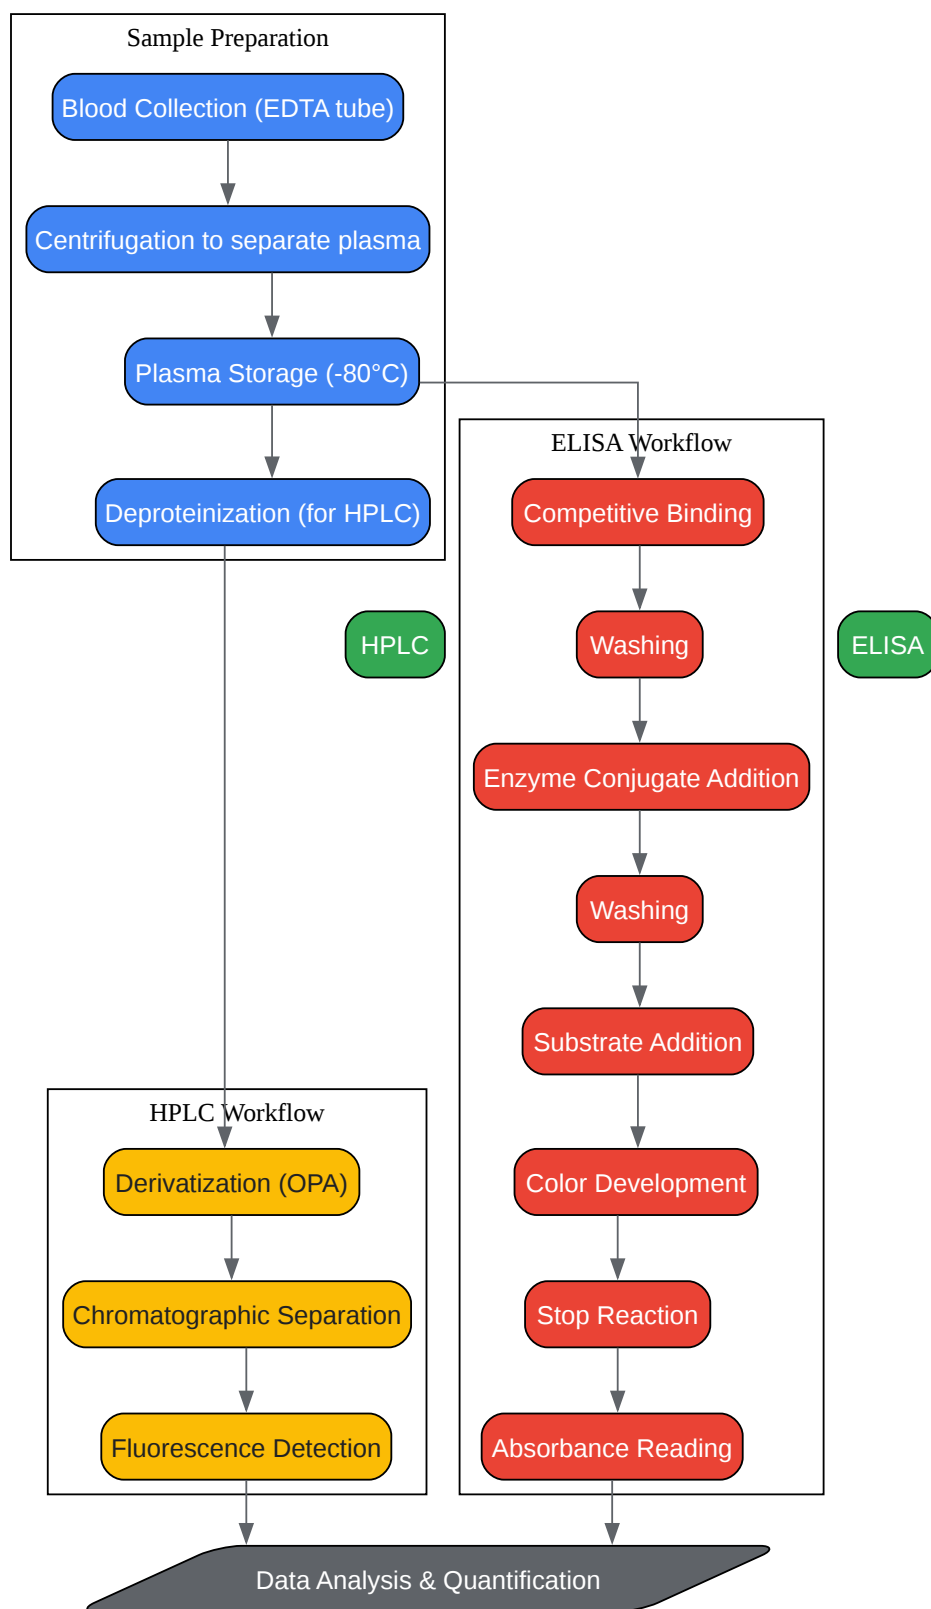 Sample Preparation
Blood Collection (EDTA tube)
Centrifugation to separate plasma
Plasma Storage (-80°C)
Deproteinization (for HPLC)
ELISA Workflow
Competitive Binding
HPLC
Washing
ELISA
Enzyme Conjugate Addition
Washing
Substrate Addition
Color Development
Stop Reaction
Absorbance Reading
HPLC Workflow
Derivatization (OPA)
Chromatographic Separation
Fluorescence Detection
Data Analysis & Quantification